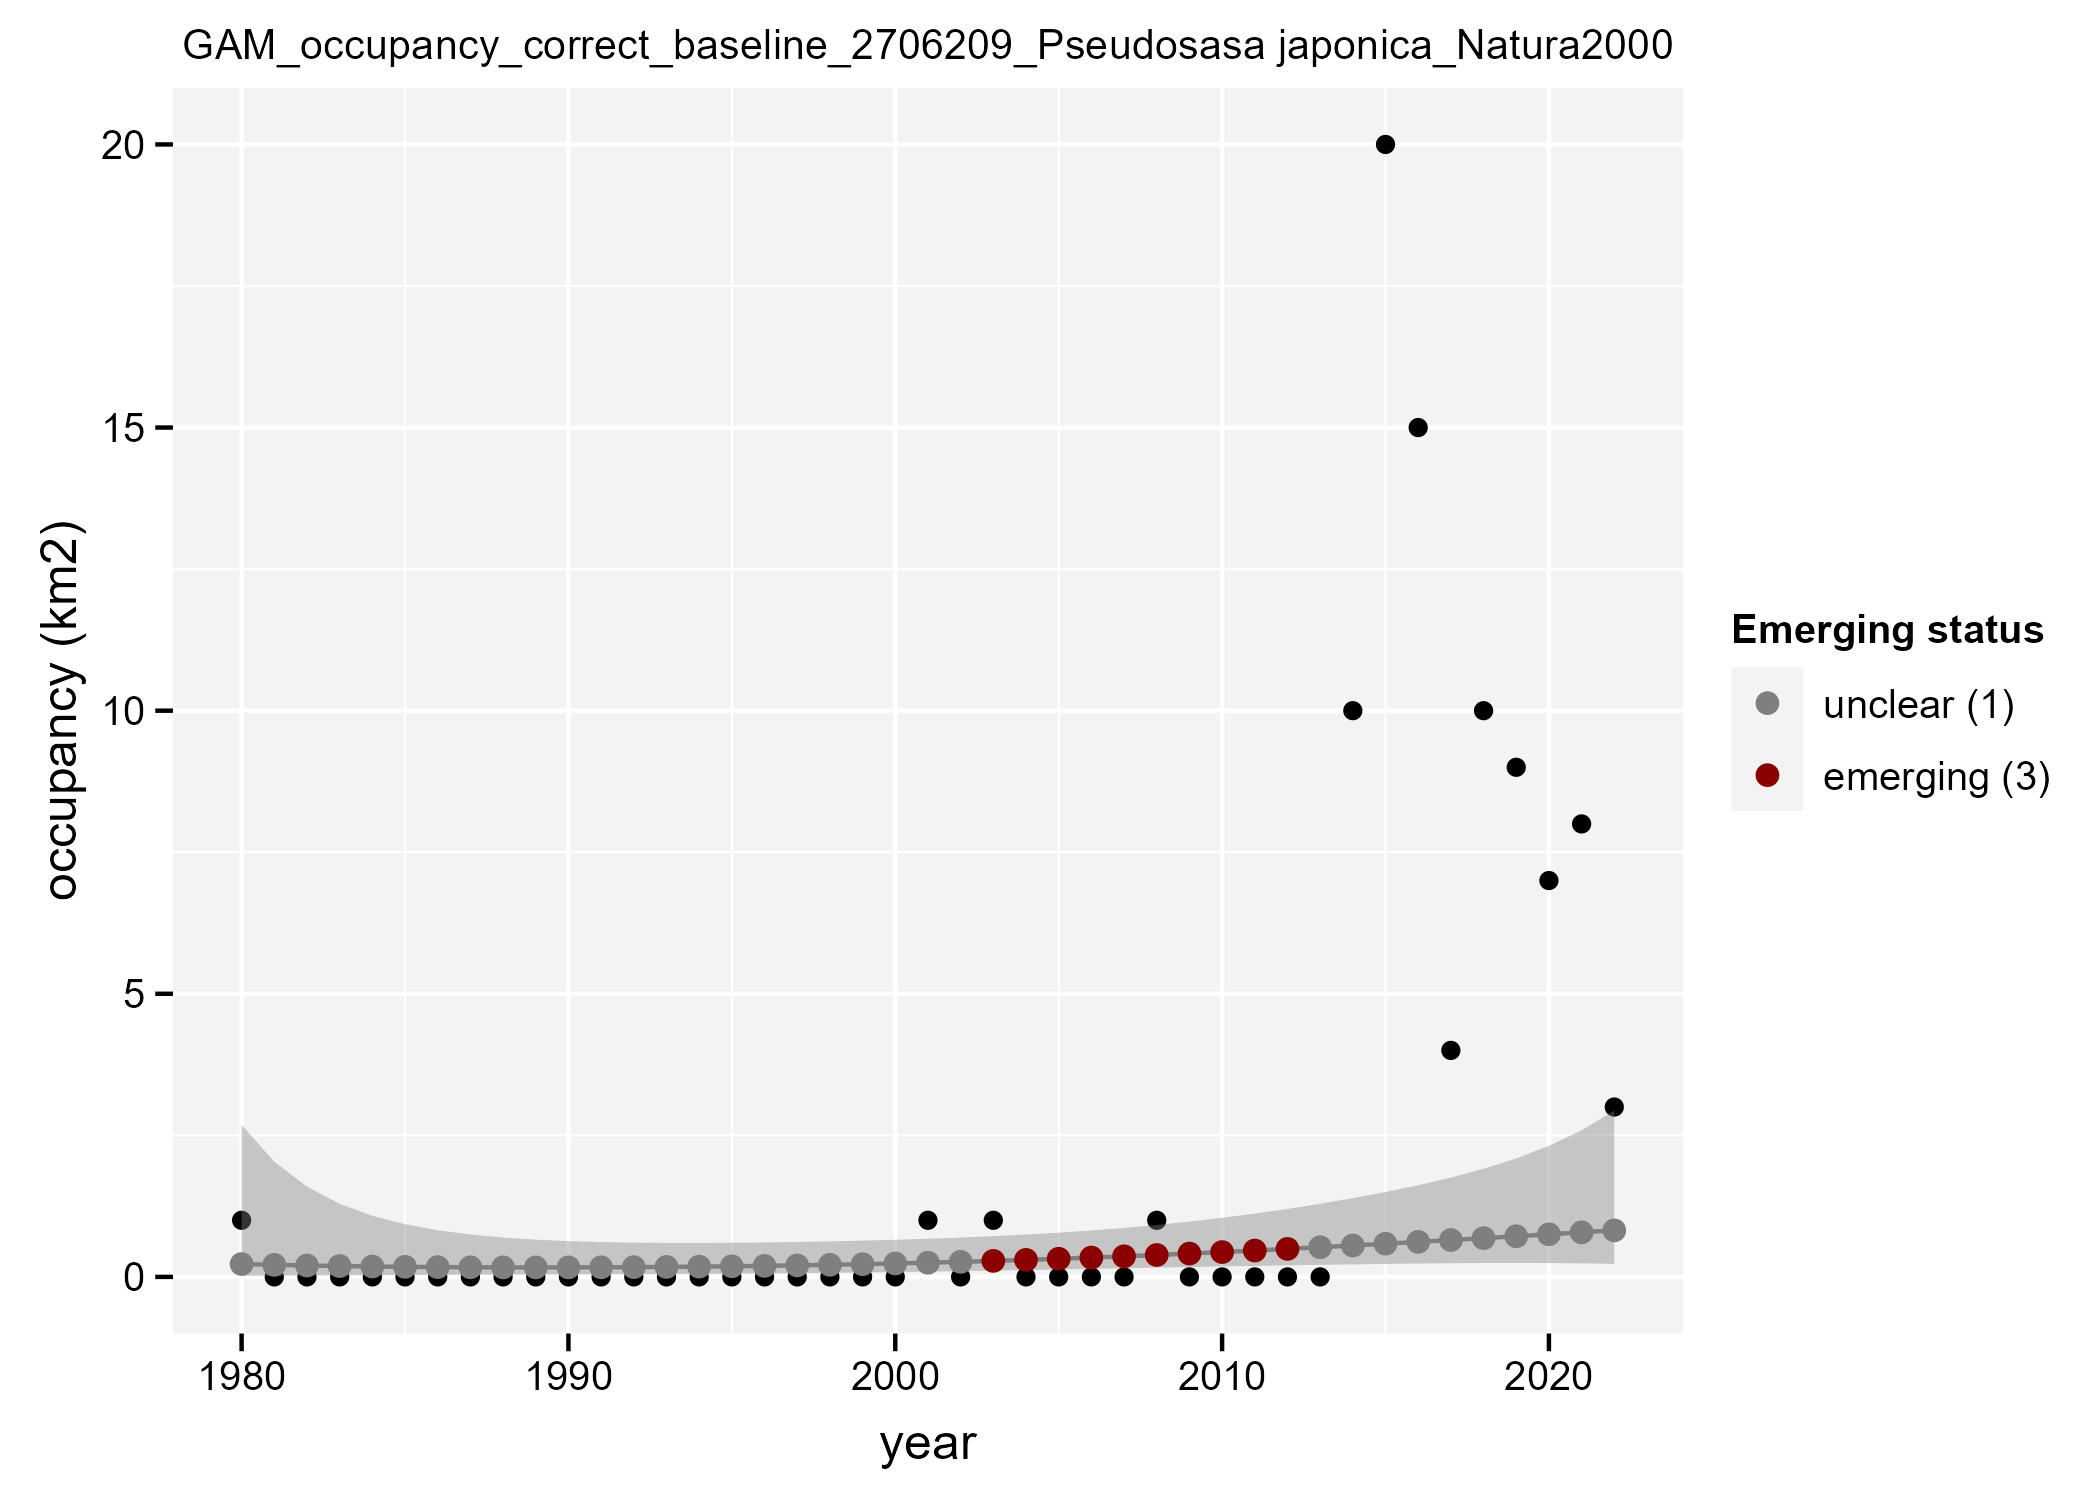 GAM_occupancy_correct_baseline_2706209_Pseudosasa japonica_Natura2000
20
15
10
5
0
occupancy (km2)
1980
1990
2000
2010
2020
year
Emerging status
unclear (1)
emerging (3)